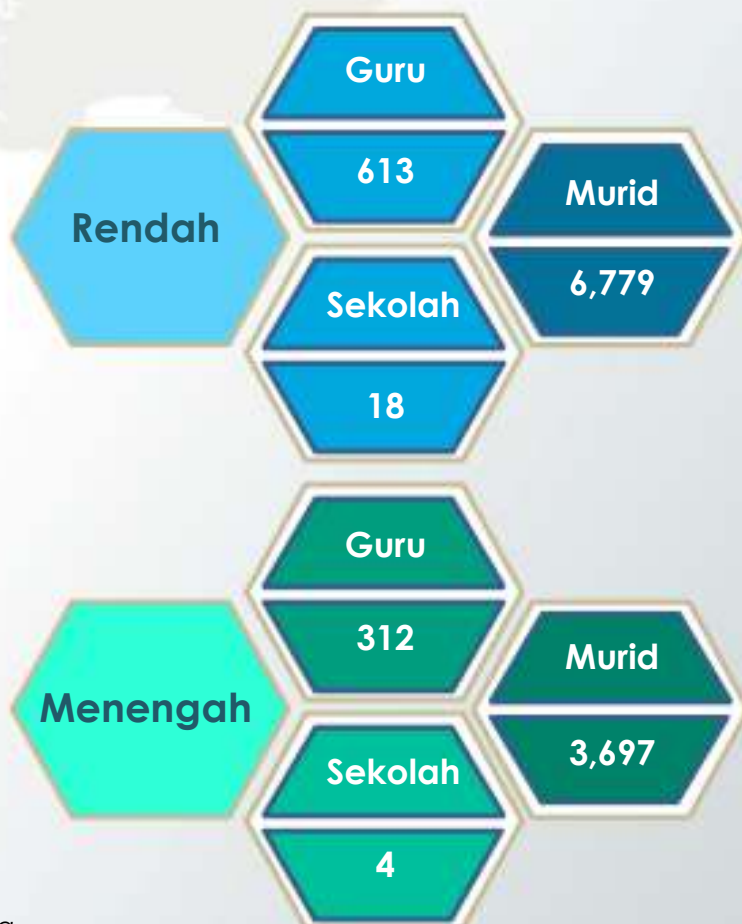 Rendah
Guru
613
Murid
6,779
Sekolah
18
Menengah
Guru
312
Murid
3,697
Sekolah
4